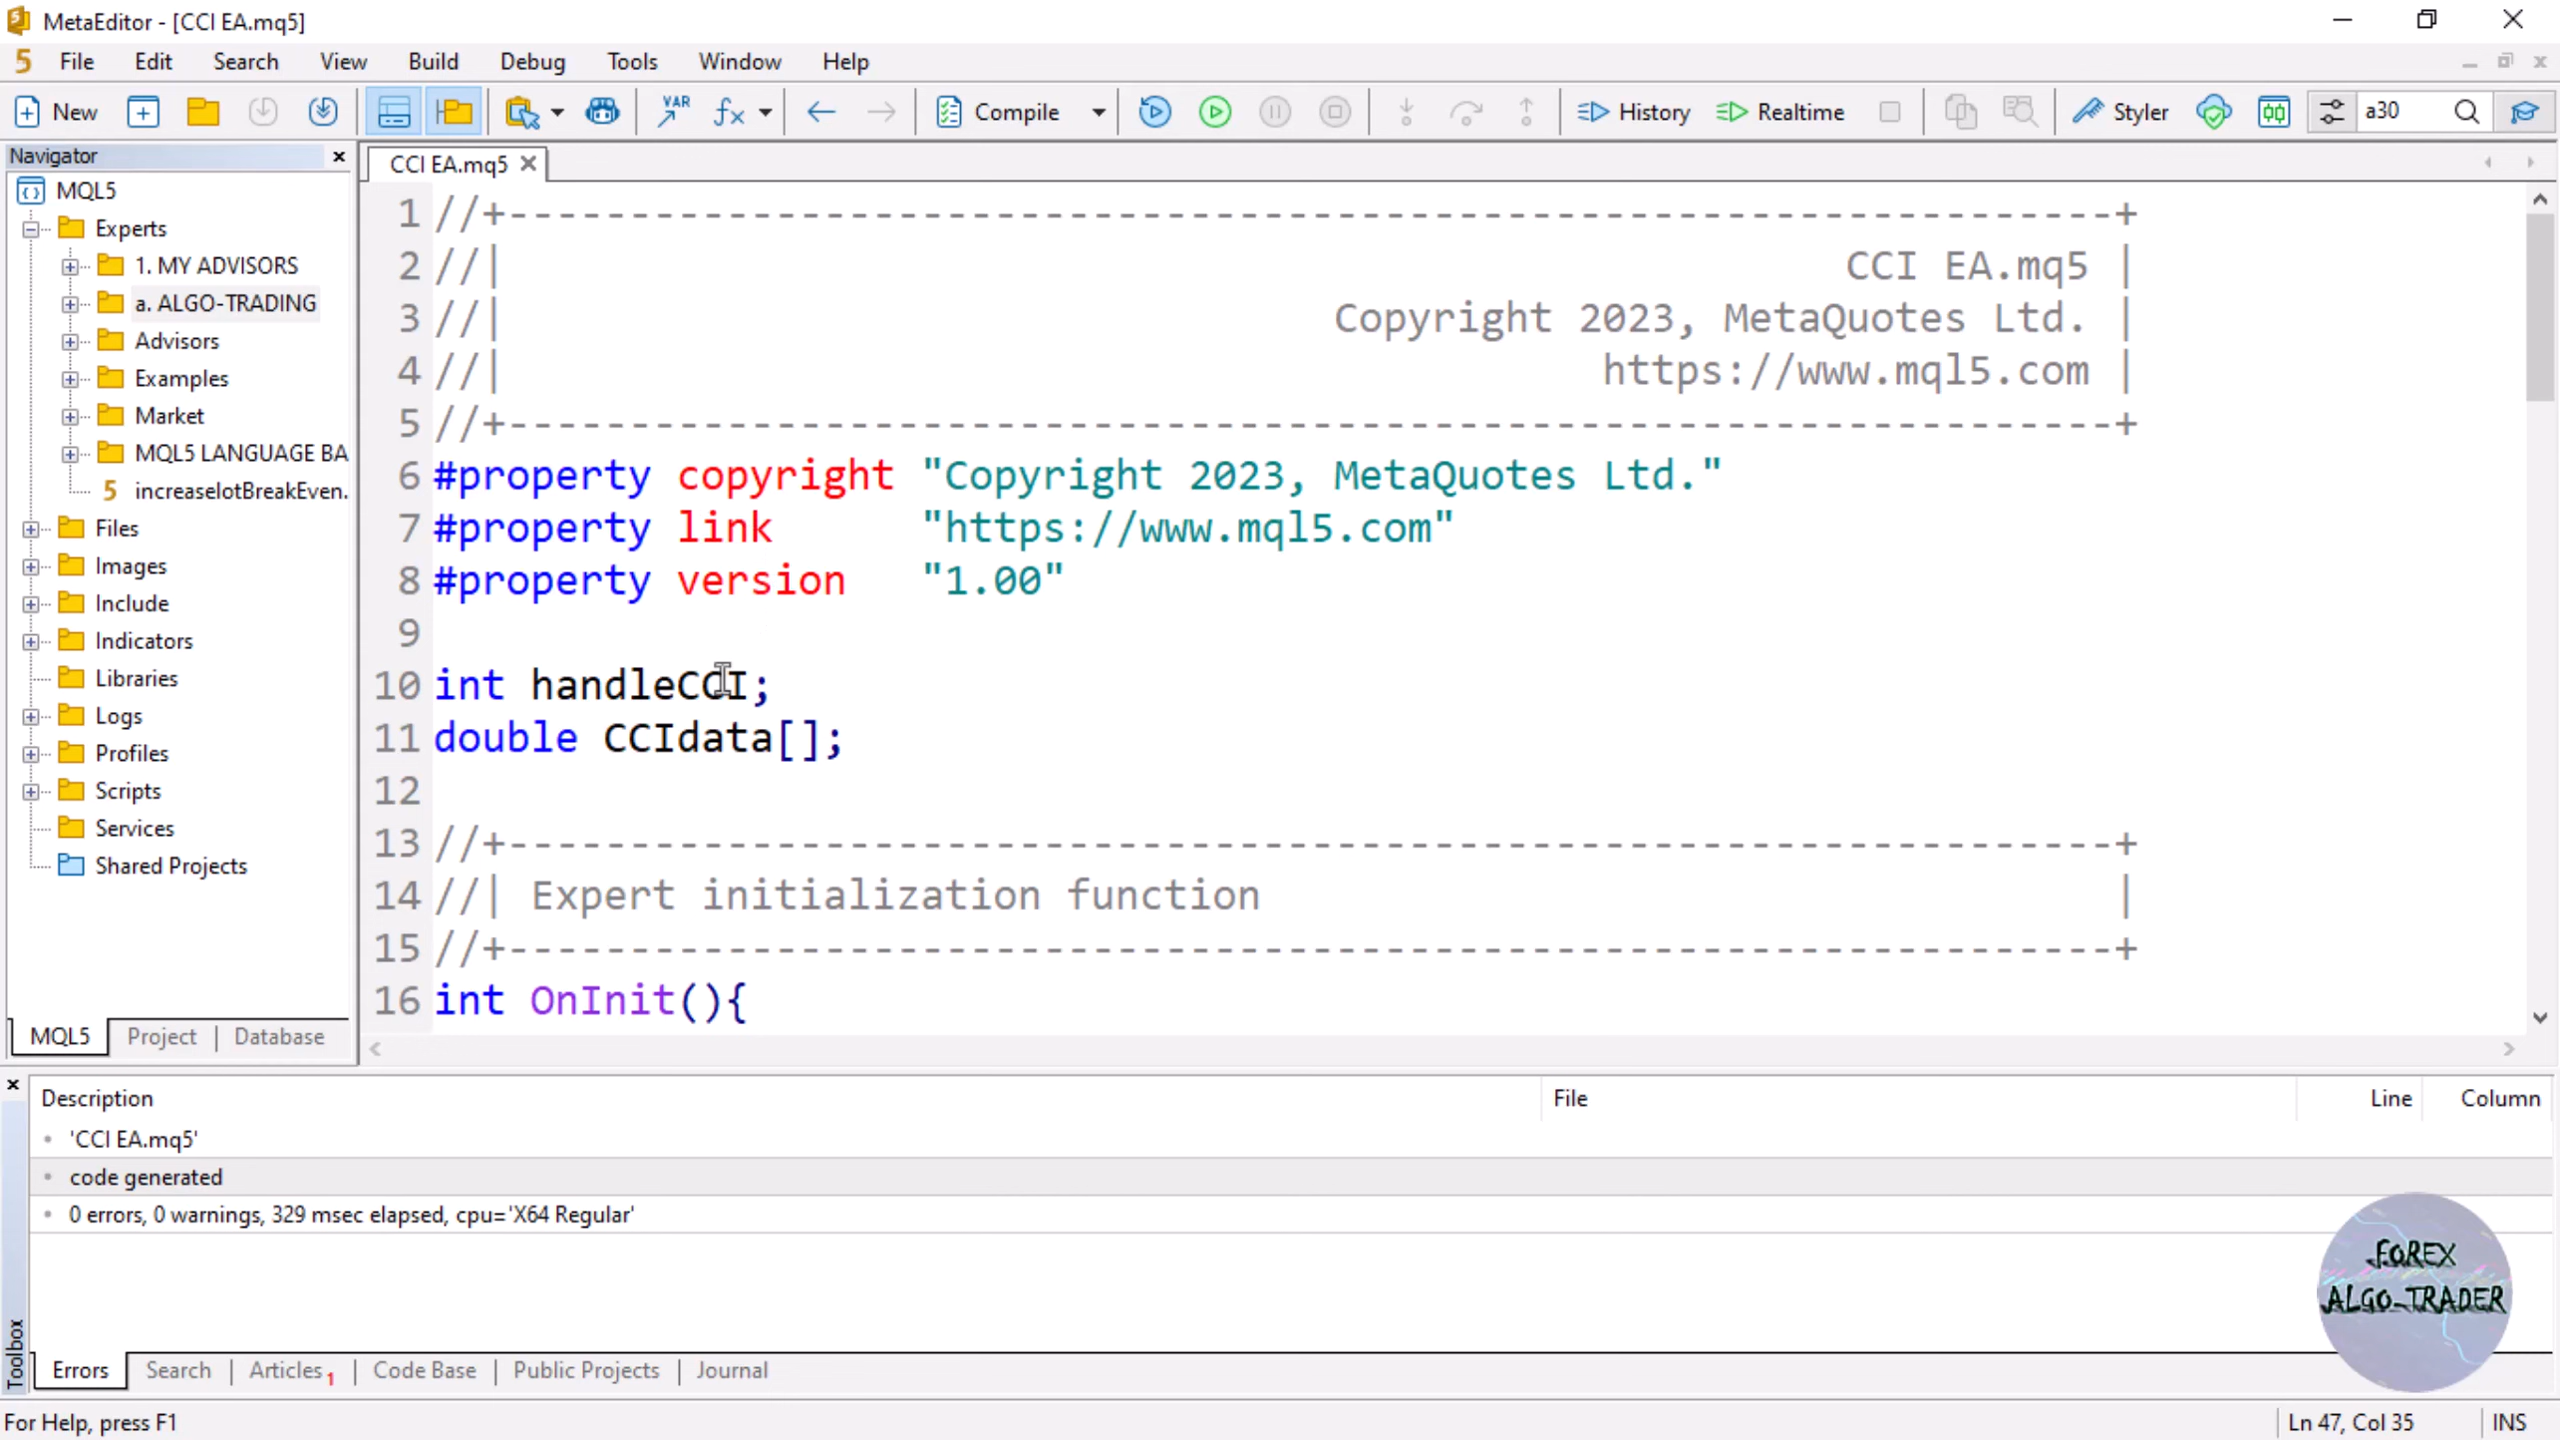 MetaEditor - [CCI EA.mq5]
File Edit Search View Build Debug Tools Window Help
New VAR fx Compile History Realtime Styler a30
Navigator
MQL5
Experts
1. MY ADVISORS
a. ALGO-TRADING
Advisors
Examples
Market
MQL5 LANGUAGE BA
increaselotBreakEven.
Files
Images
Include
Indicators
Libraries
Logs
Profiles
Scripts
Services
Shared Projects
MQL5 Project Database
CCI EA.mq5
1 //+------------------------------------------------------------------+
2 //| CCI EA.mq5 |
3 //| Copyright 2023, MetaQuotes Ltd. |
4 //| https://www.mql5.com |
5 //+------------------------------------------------------------------+
6 #property copyright "Copyright 2023, MetaQuotes Ltd."
7 #property link "https://www.mql5.com"
8 #property version "1.00"
9
10 int handleCCI;
11 double CCIdata[];
12
13 //+------------------------------------------------------------------+
14 //| Expert initialization function |
15 //+------------------------------------------------------------------+
16 int OnInit(){
Description File Line Column
'CCI EA.mq5'
code generated
0 errors, 0 warnings, 329 msec elapsed, cpu='X64 Regular'
FOREX
ALGO-TRADER
Toolbox
Errors Search Articles 1 Code Base Public Projects Journal
For Help, press F1 Ln 47, Col 35 INS